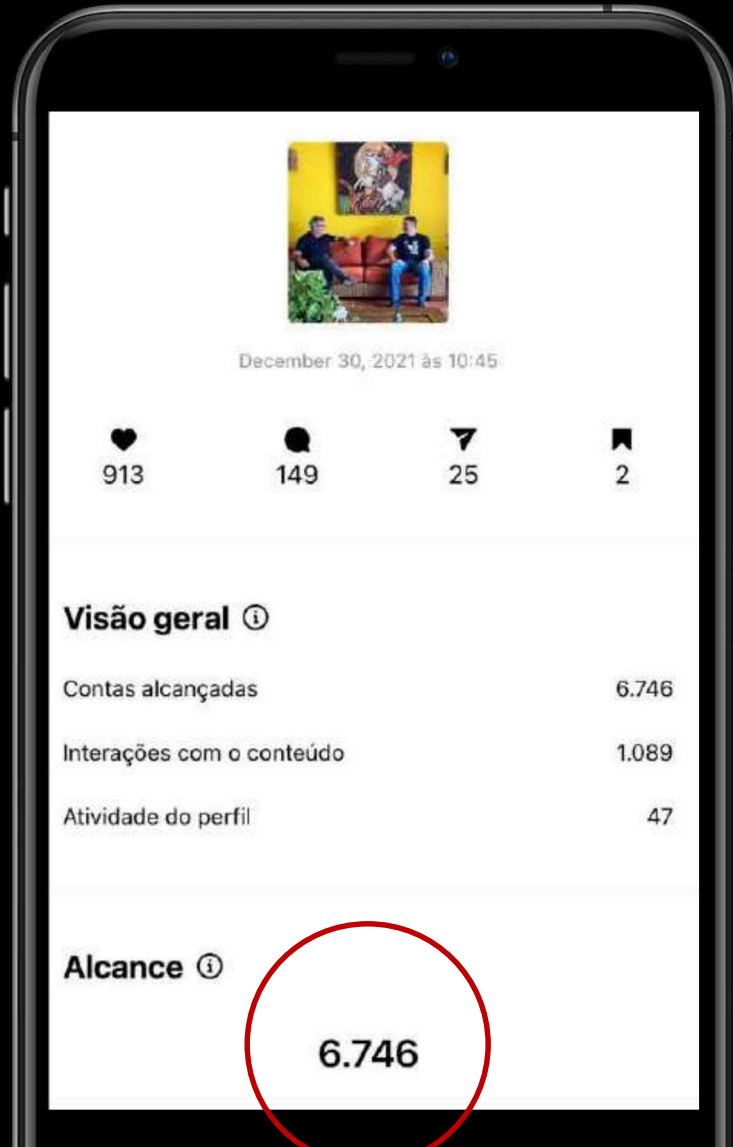 December 30, 2021 às 10:45
913 149 25 2
Visão geral
Contas alcançadas 6.746
Interações com o conteúdo 1.089
Atividade do perfil 47
Alcance
6.746